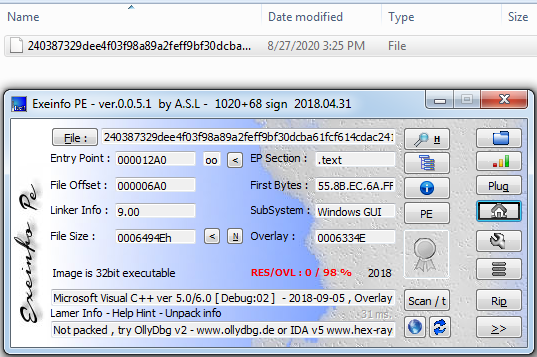 Name Date modified Type Size
240387329dee4f03f98a89a2feff9bf30dcba... 8/27/2020 3:25 PM File
Exeinfo PE - ver.0.0.5.1 by A.S.L - 1020+68 sign 2018.04.31
File : 240387329dee4f03f98a89a2feff9bf30dcba61fcf614cdac241 H
Entry Point : 000012A0 oo < EP Section : .text
File Offset : 000006A0 First Bytes : 55.8B.EC.6A.FF Plug
Linker Info : 9.00 SubSystem : Windows GUI PE
File Size : 0006494Eh < N Overlay : 0006334E
Image is 32bit executable RES/OVL : 0 / 98 % 2018
Microsoft Visual C++ ver 5.0/6.0 [ Debug:02 ] - 2018-09-05 , Overlay Scan / t Rip
Lamer Info - Help Hint - Unpack info 31 ms.
Not packed , try OllyDbg v2 - www.ollydbg.de or IDA v5 www.hex-ray >>
Exeinfo Pe